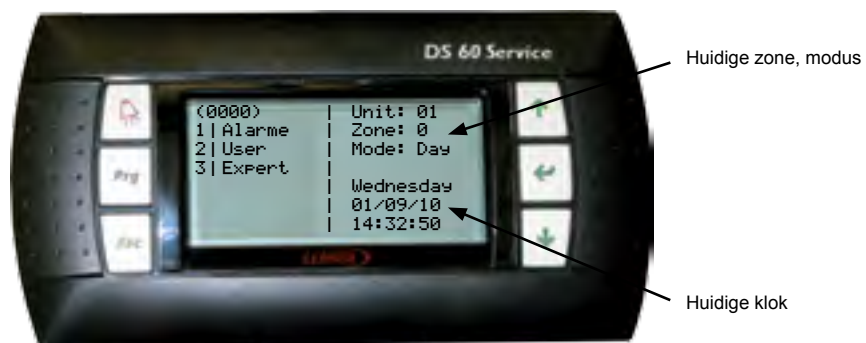 DS 60 Service
Huidige zone, modus
(0000) | Unit: 01
1|Alarme | Zone: 0
2|User | Mode: Day
3|Expert |
| Wednesday
| 01/09/10
| 14:32:50
Prg
Esc
LENNOX
Huidige klok